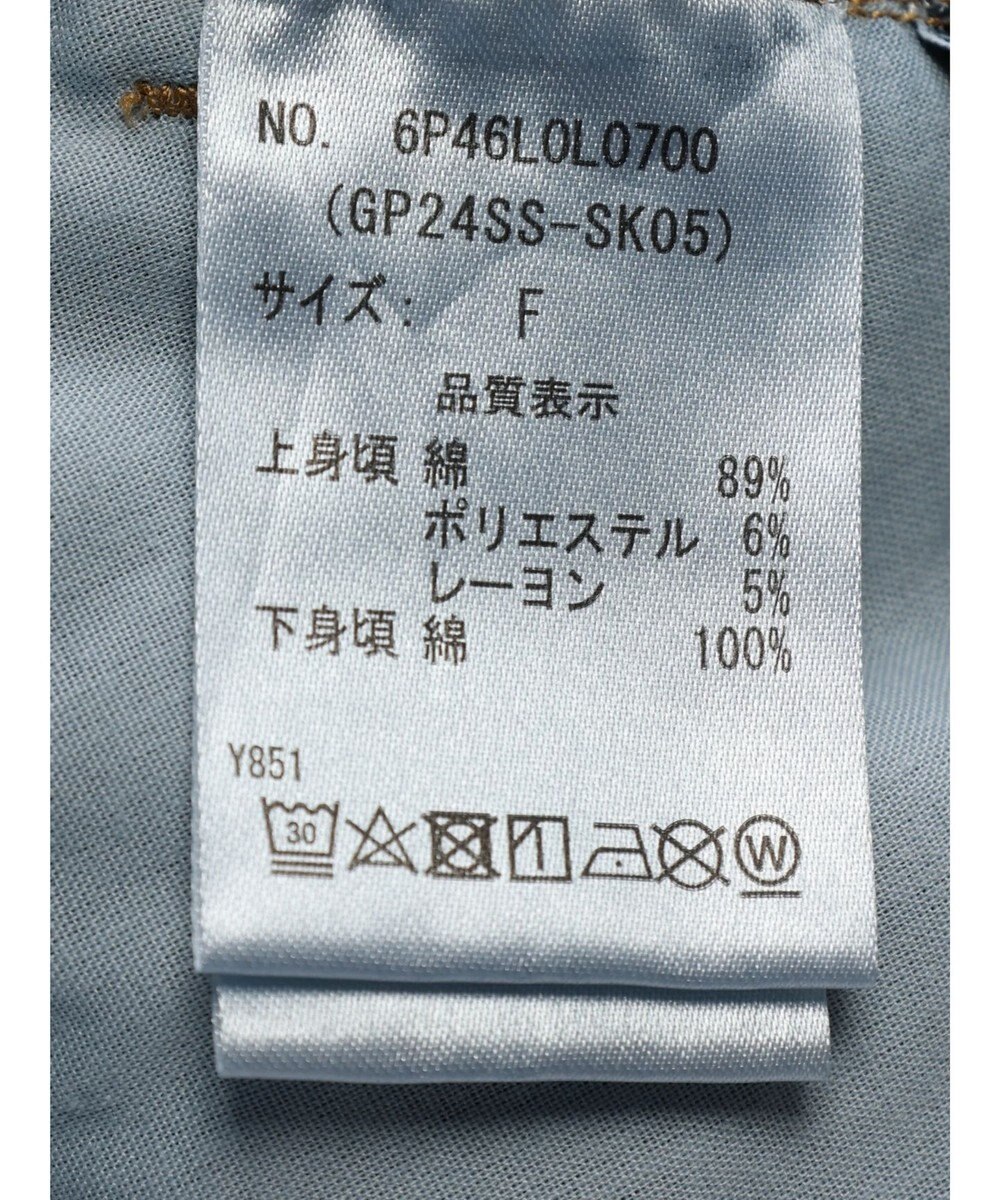 NO. 6P46L0L0700
(GP24SS-SK05)
サイズ: F
品質表示
上身頃 綿 89%
ポリエステル 6%
レーヨン 5%
下身頃 綿 100%
Y851
30 W